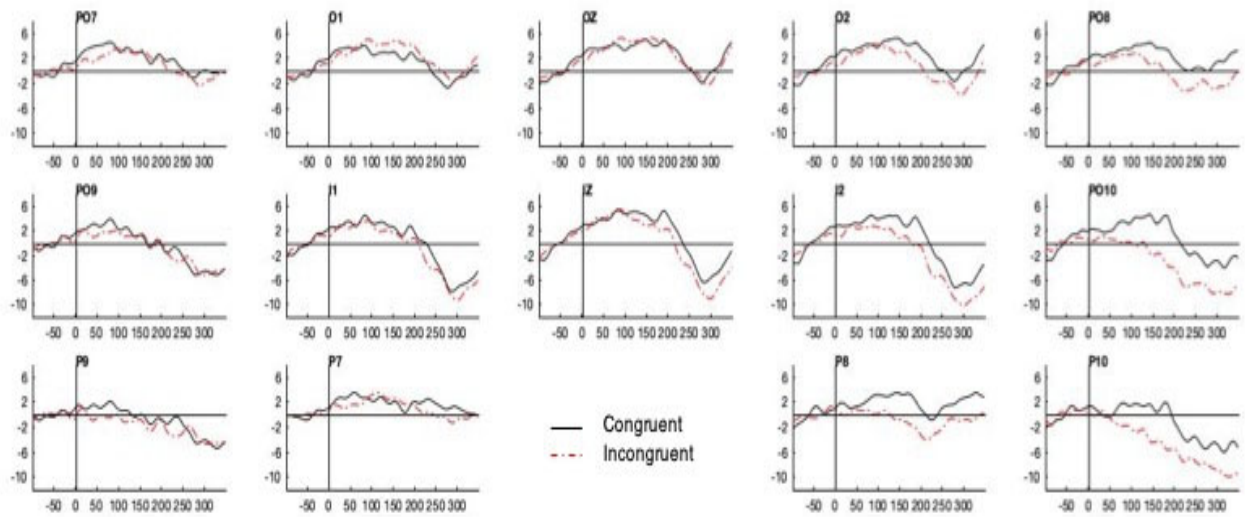 PO7 O1 OZ O2 PO8
6 6 6 6 6
2 2 2 2 2
-2 -2 -2 -2 -2
-6 -6 -6 -6 -6
-10 -10 -10 -10 -10
-50 0 50 100 150 200 250 300 -50 0 50 100 150 200 250 300 -50 0 50 100 150 200 250 300 -50 0 50 100 150 200 250 300 -50 0 50 100 150 200 250 300
PO9 I1 IZ I2 PO10
6 6 6 6 6
2 2 2 2 2
-2 -2 -2 -2 -2
-6 -6 -6 -6 -6
-10 -10 -10 -10 -10
-50 0 50 100 150 200 250 300 -50 0 50 100 150 200 250 300 -50 0 50 100 150 200 250 300 -50 0 50 100 150 200 250 300 -50 0 50 100 150 200 250 300
P9 P7 P8 P10
6 6 6 6
2 2 2 2
-2 -2 -2 -2
-6 -6 -6 -6
-10 -10 -10 -10
-50 0 50 100 150 200 250 300 -50 0 50 100 150 200 250 300 -50 0 50 100 150 200 250 300 -50 0 50 100 150 200 250 300
Congruent
Incongruent